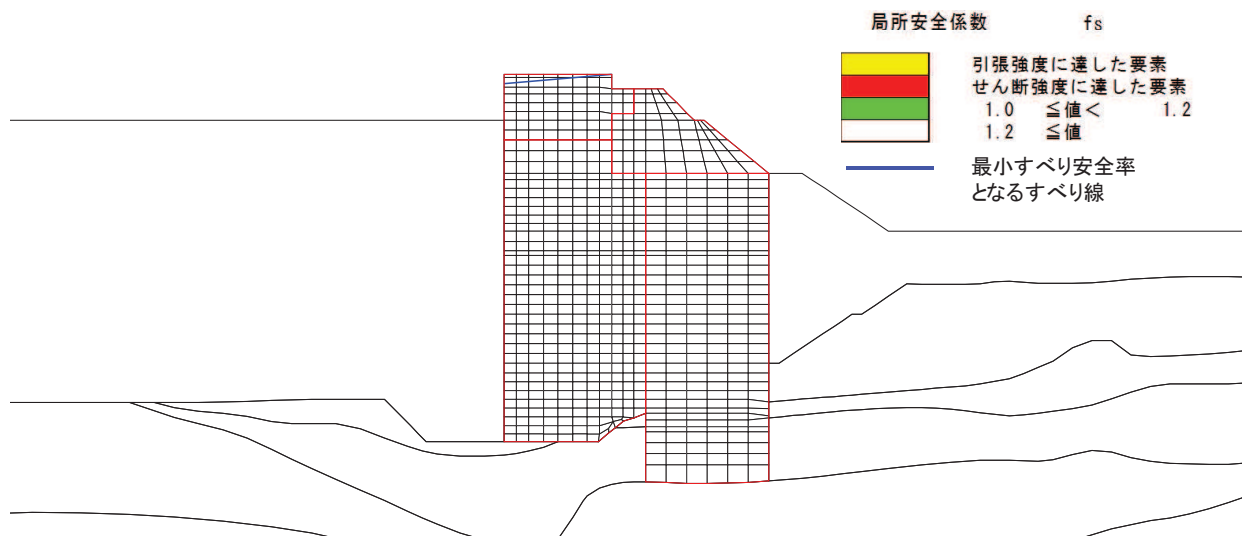 局所安全係数 fs
引張強度に達した要素
せん断強度に達した要素
1.0 ≦値< 1.2
1.2 ≦値
最小すべり安全率
となるすべり線